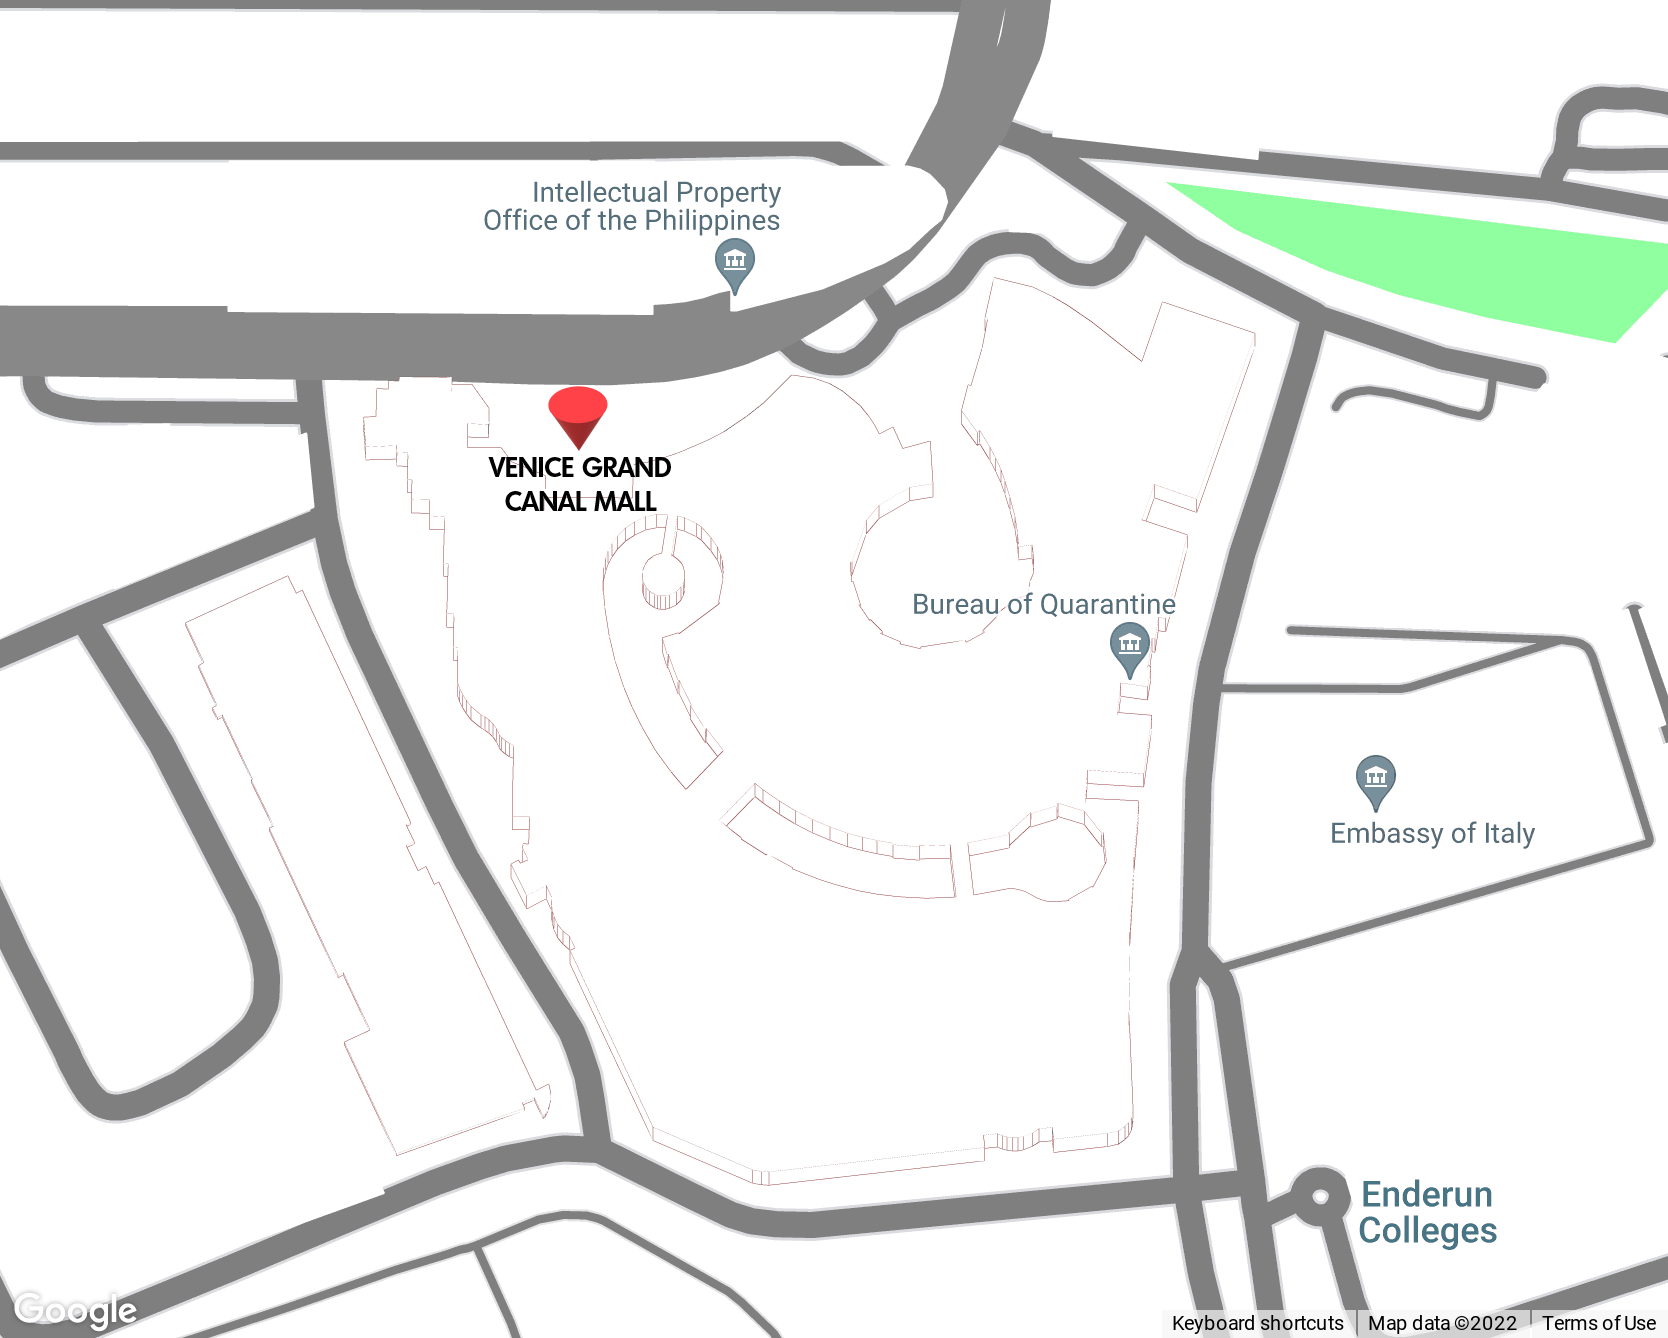 Intellectual Property
Office of the Philippines
VENICE GRAND
CANAL MALL
Bureau of Quarantine
Embassy of Italy
Enderun
Colleges
Google
Keyboard shortcuts
Map data ©2022
Terms of Use